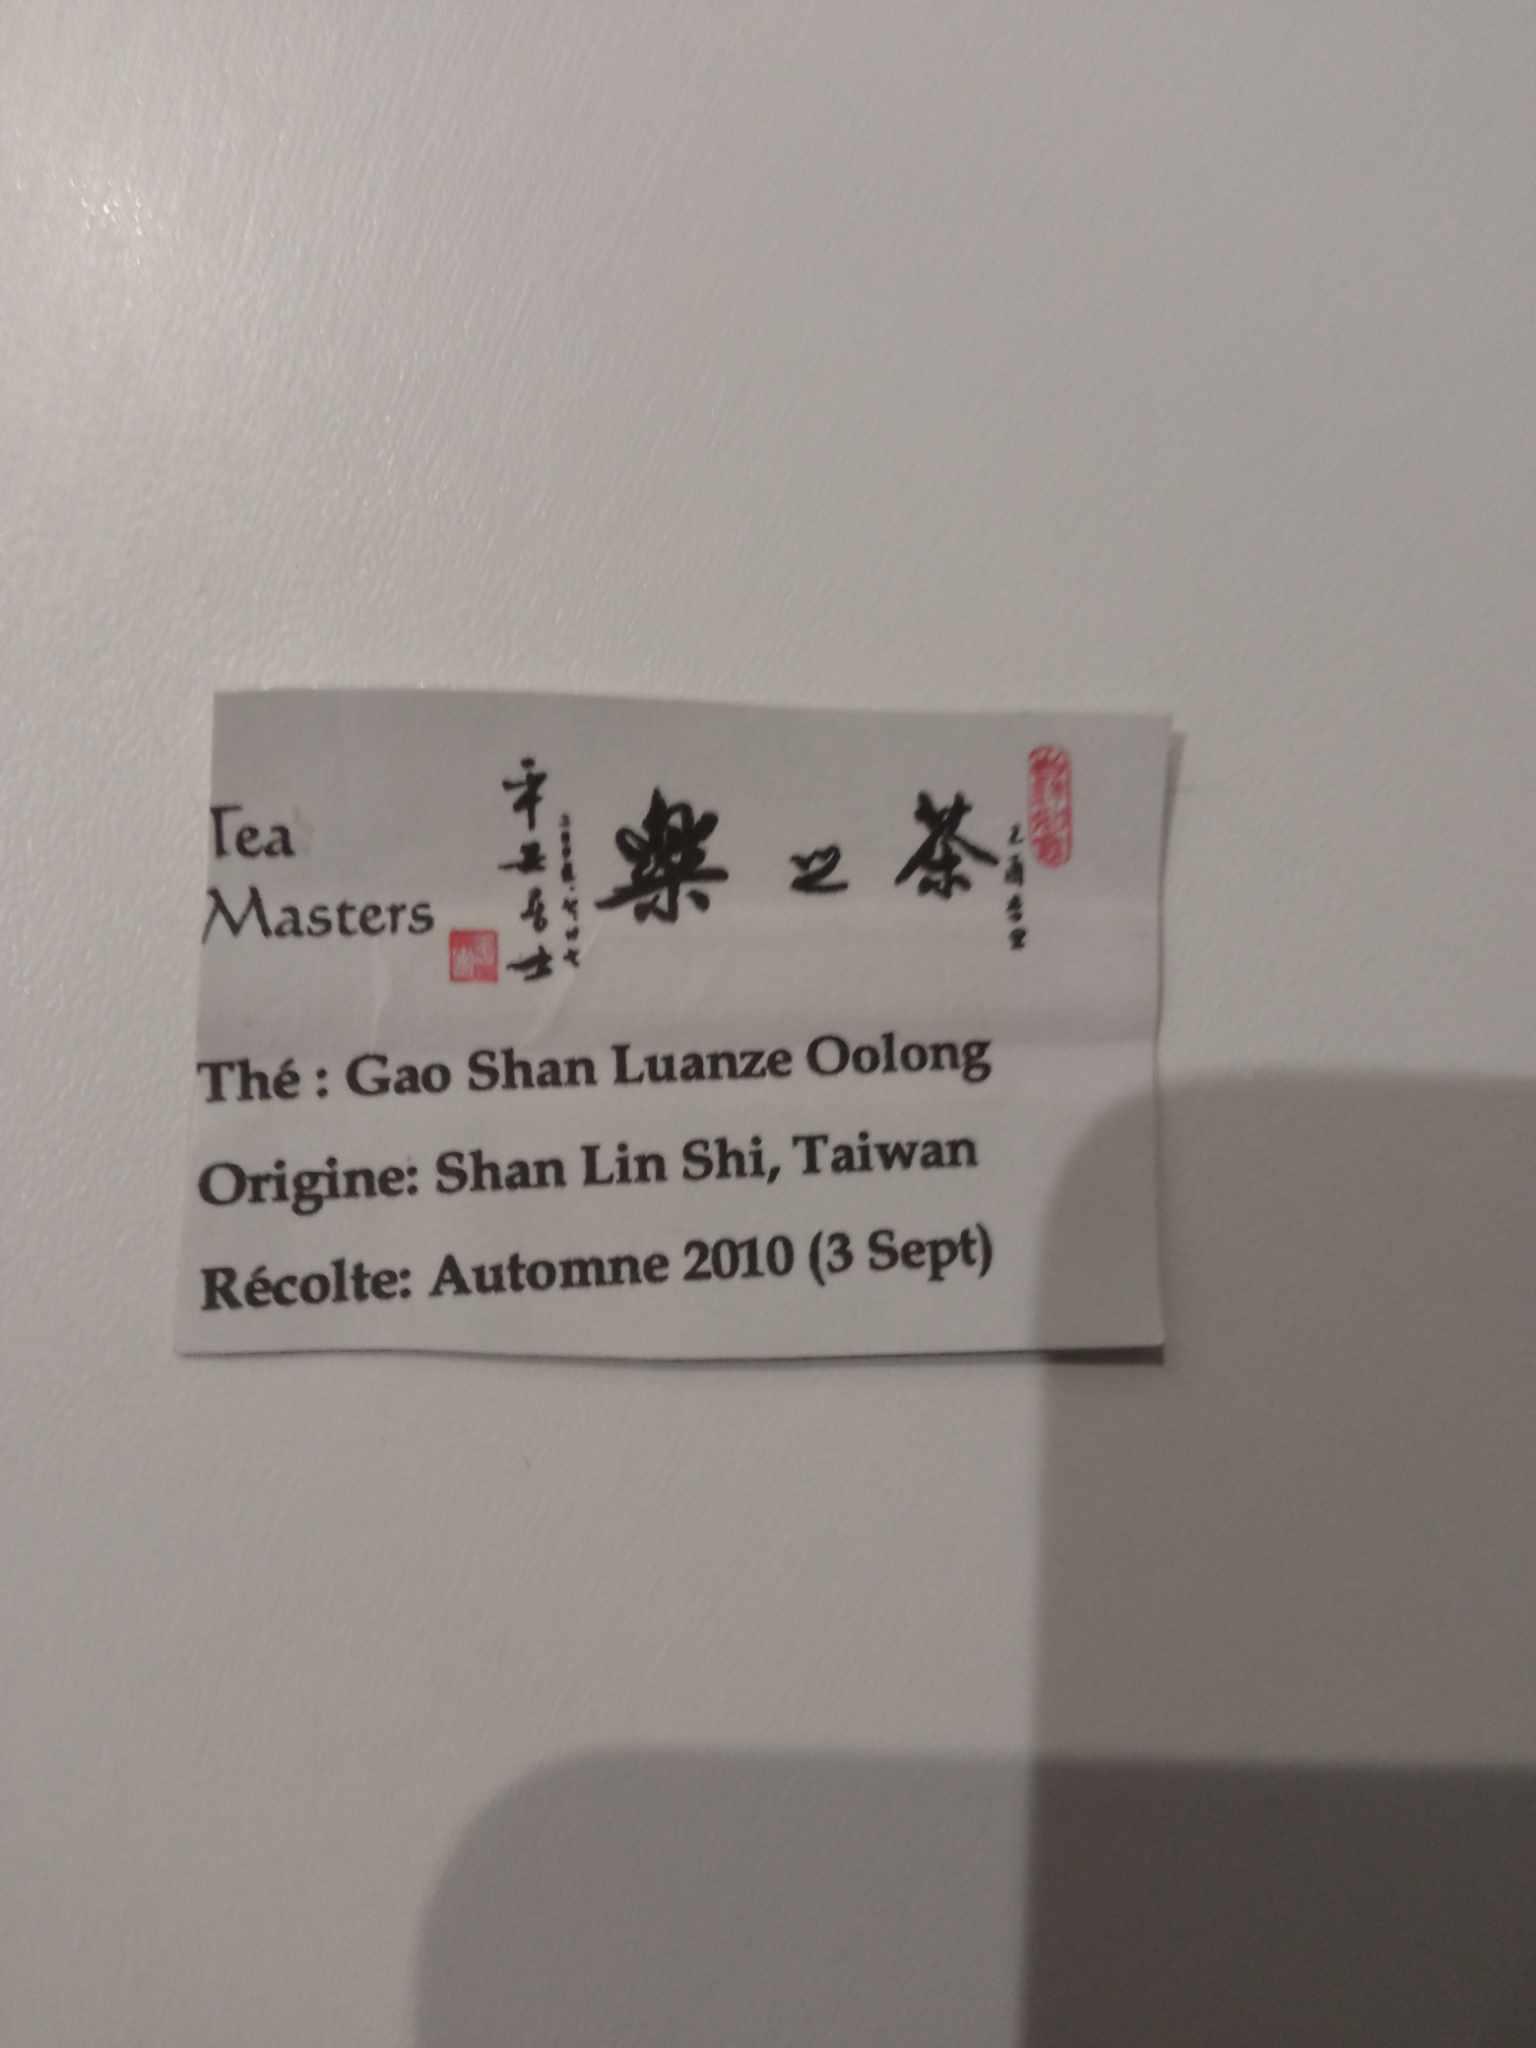 Tea
Masters
茶之樂
Thé : Gao Shan Luanze Oolong
Origine: Shan Lin Shi, Taiwan
Récolte: Automne 2010 (3 Sept)